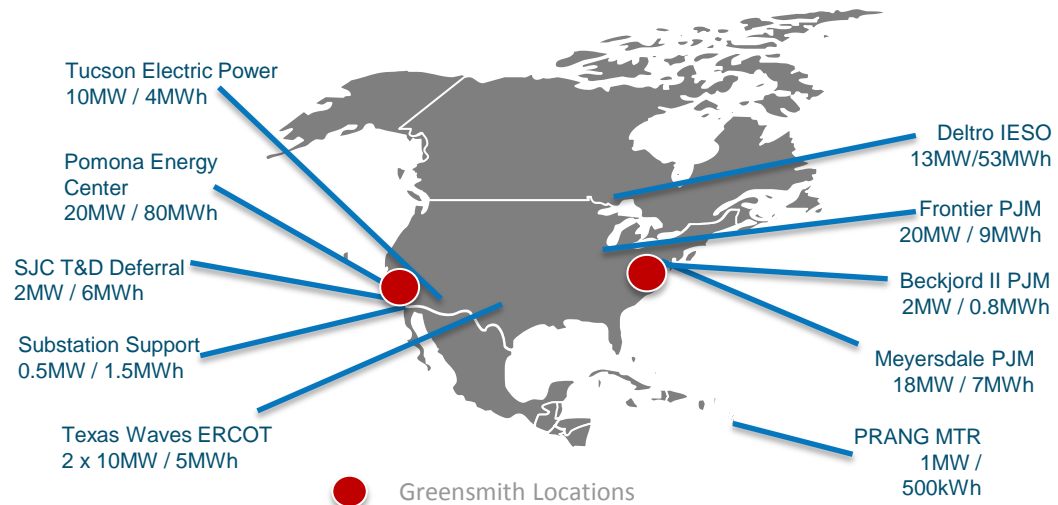 Tucson Electric Power
10MW / 4MWh
Pomona Energy
Center
20MW / 80MWh
SJC T&D Deferral
2MW / 6MWh
Substation Support
0.5MW / 1.5MWh
Texas Waves ERCOT
2 x 10MW / 5MWh
Deltro IESO
13MW/53MWh
Frontier PJM
20MW / 9MWh
Beckjord II PJM
2MW / 0.8MWh
Meyersdale PJM
18MW / 7MWh
PRANG MTR
1MW /
500kWh
Greensmith Locations